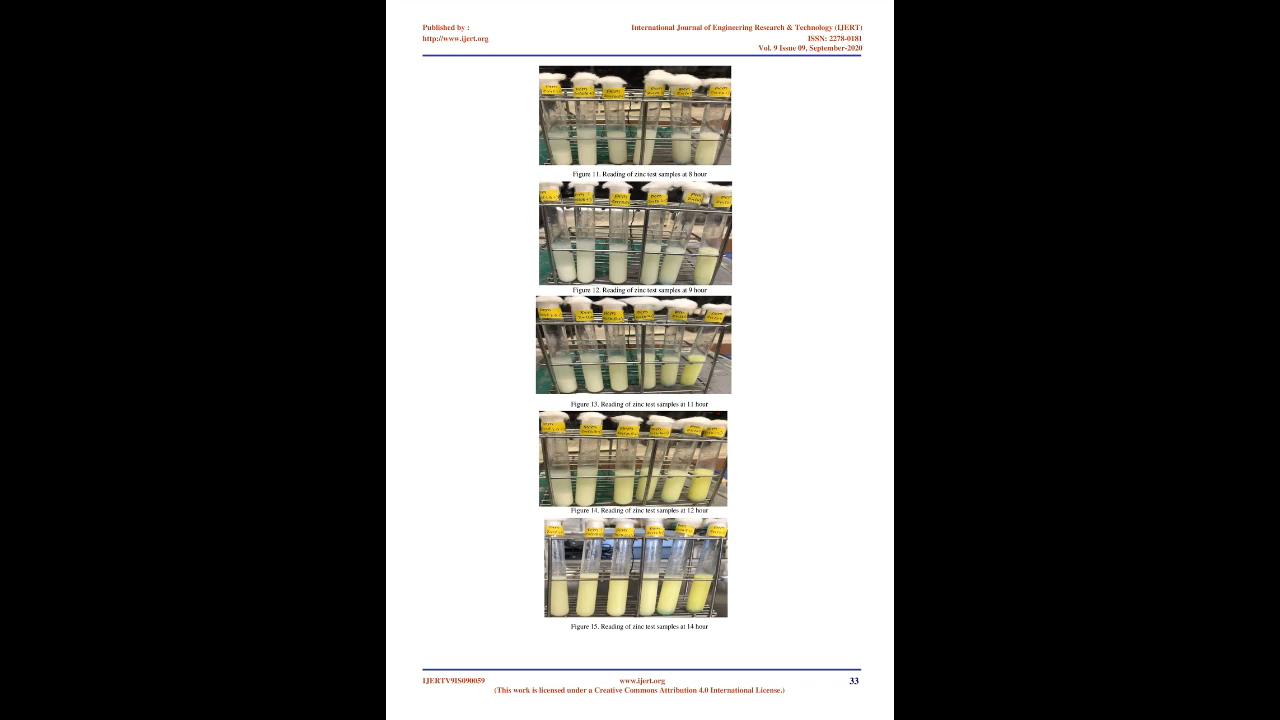 Published by :
http://www.ijert.org
International Journal of Engineering Research & Technology (IJERT)
ISSN: 2278-0181
Vol. 9 Issue 09, September-2020
Figure 11. Reading of zinc test samples at 8 hour
Figure 12. Reading of zinc test samples at 9 hour
Figure 13. Reading of zinc test samples at 11 hour
Figure 14. Reading of zinc test samples at 12 hour
Figure 15. Reading of zinc test samples at 14 hour
IJERTV9IS090059
www.ijert.org
33
(This work is licensed under a Creative Commons Attribution 4.0 International License.)